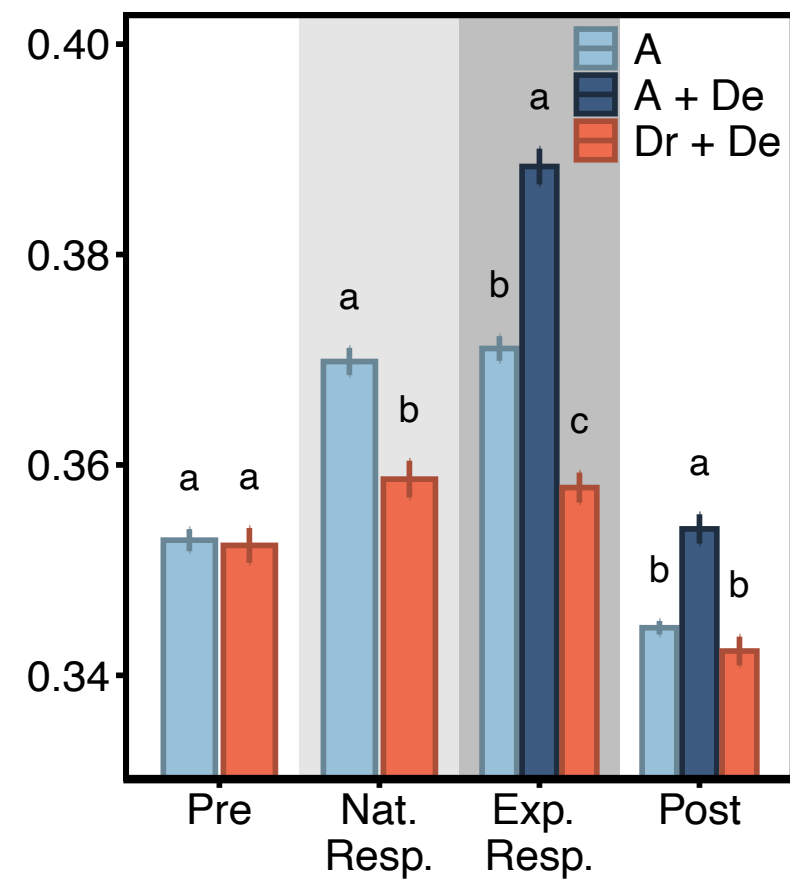 0.40
0.38
0.36
0.34
A
A + De
Dr + De
a a
a b
b a c
b a b
Pre
Nat.
Resp.
Exp.
Resp.
Post